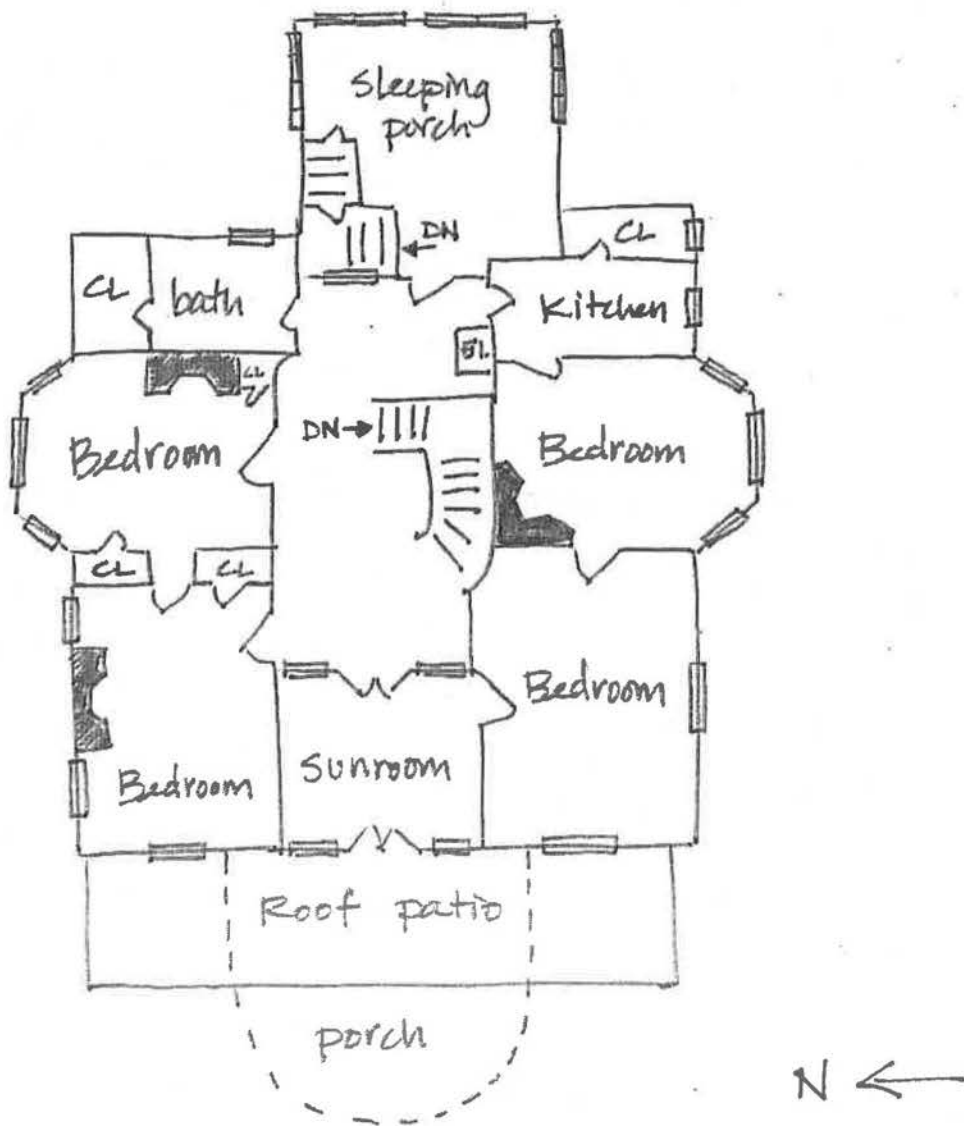 Sleeping
porch
DN
CL
CL
bath
Kitchen
CL
DN
Bedroom
Bedroom
CL
CL
Bedroom
Sunroom
Bedroom
Roof patio
porch
N